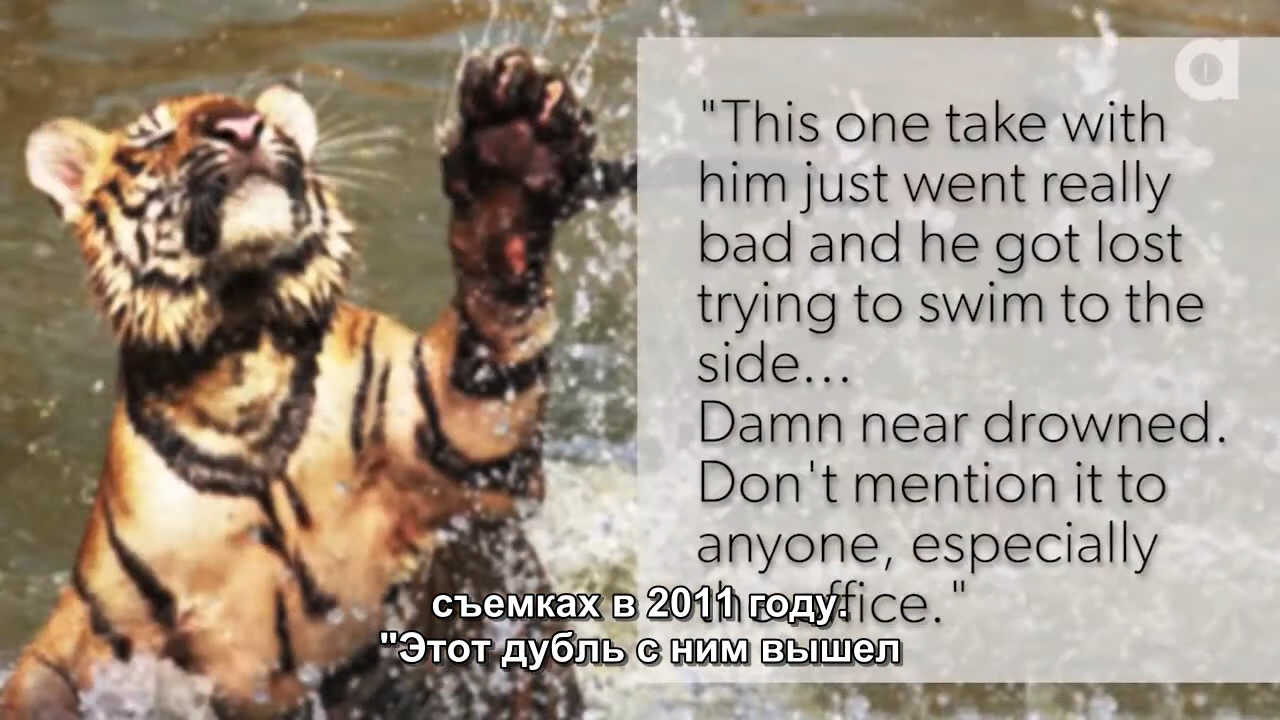 a
"This one take with
him just went really
bad and he got lost
trying to swim to the
side...
Damn near drowned.
Don't mention it to
anyone, especially
office."
съемках в 2011 году.
"Этот дубль с ним вышел